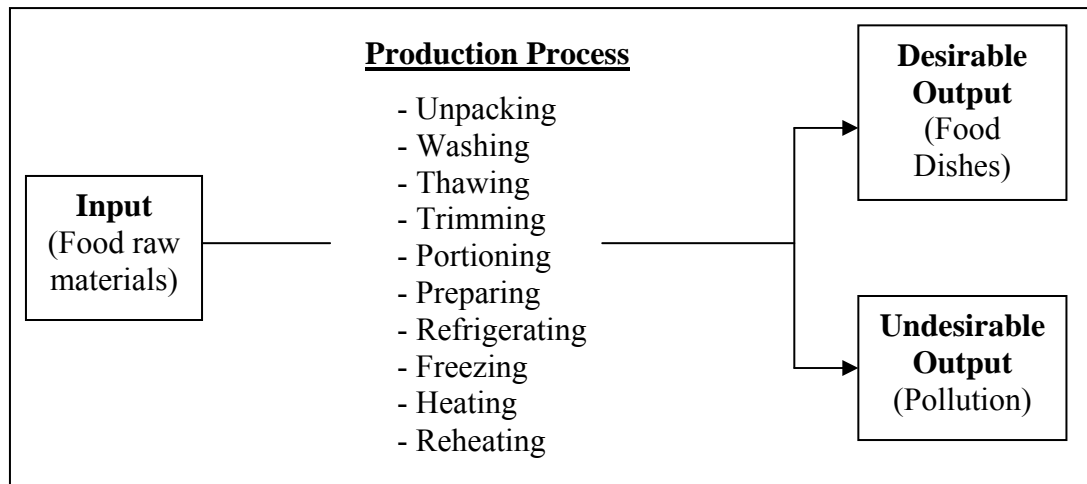 Input
(Food raw
materials)
Production Process
- Unpacking
- Washing
- Thawing
- Trimming
- Portioning
- Preparing
- Refrigerating
- Freezing
- Heating
- Reheating
Desirable
Output
(Food
Dishes)
Undesirable
Output
(Pollution)